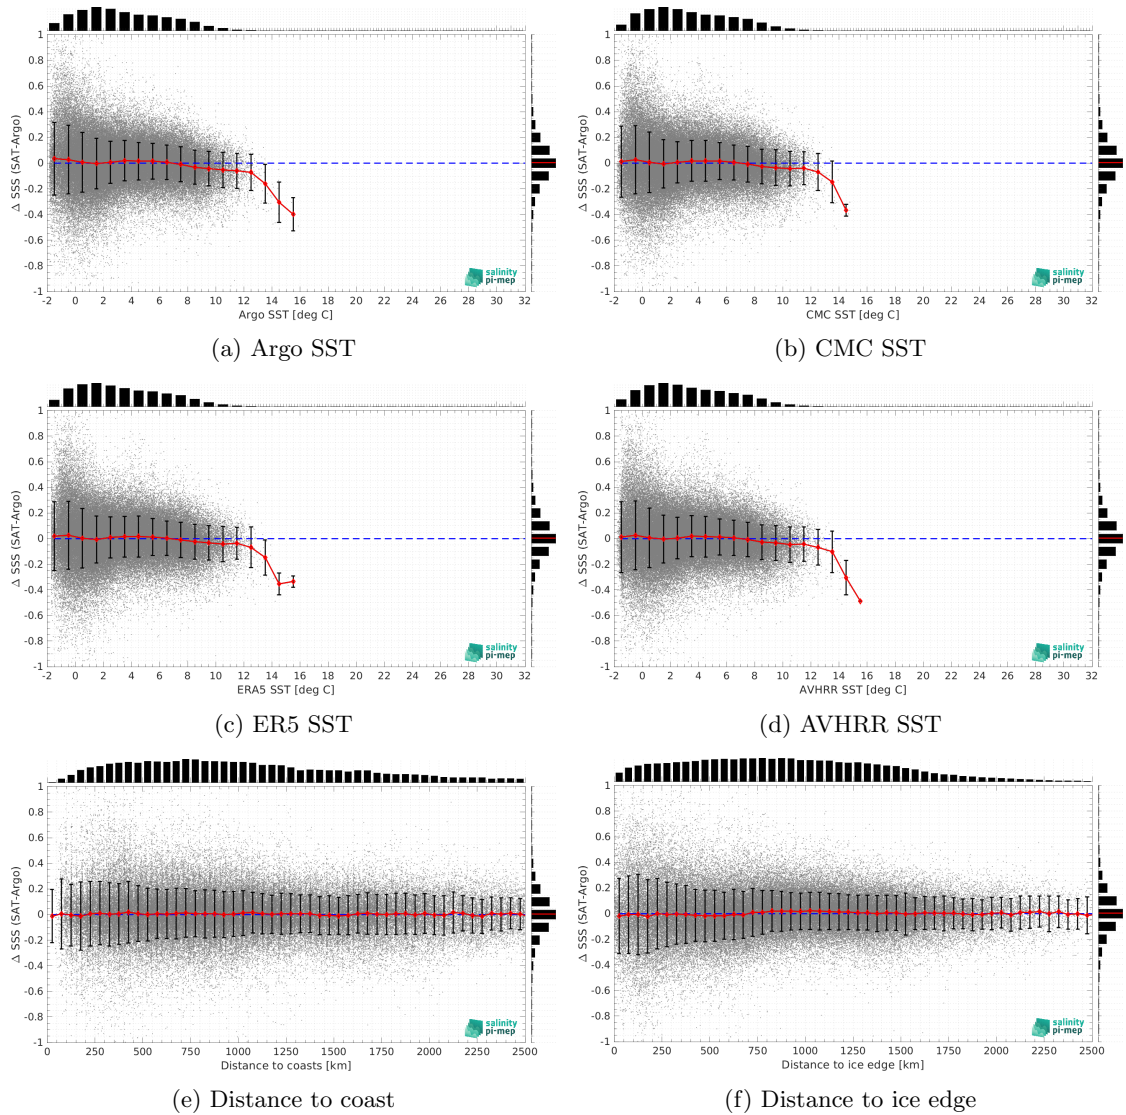 1
0.8
0.6
0.4
0.2
0
-0.2
-0.4
-0.6
-0.8
-1
Δ SSS (SAT-Argo)
salinity
pi-mep
-2 0 2 4 6 8 10 12 14 16 18 20 22 24 26 28 30 32
Argo SST [deg C]
(a) Argo SST
1
0.8
0.6
0.4
0.2
0
-0.2
-0.4
-0.6
-0.8
-1
Δ SSS (SAT-Argo)
salinity
pi-mep
-2 0 2 4 6 8 10 12 14 16 18 20 22 24 26 28 30 32
CMC SST [deg C]
(b) CMC SST
1
0.8
0.6
0.4
0.2
0
-0.2
-0.4
-0.6
-0.8
-1
Δ SSS (SAT-Argo)
salinity
pi-mep
-2 0 2 4 6 8 10 12 14 16 18 20 22 24 26 28 30 32
ERA5 SST [deg C]
(c) ER5 SST
1
0.8
0.6
0.4
0.2
0
-0.2
-0.4
-0.6
-0.8
-1
Δ SSS (SAT-Argo)
salinity
pi-mep
-2 0 2 4 6 8 10 12 14 16 18 20 22 24 26 28 30 32
AVHRR SST [deg C]
(d) AVHRR SST
1
0.8
0.6
0.4
0.2
0
-0.2
-0.4
-0.6
-0.8
-1
Δ SSS (SAT-Argo)
salinity
pi-mep
0 250 500 750 1000 1250 1500 1750 2000 2250 2500
Distance to coasts [km]
(e) Distance to coast
1
0.8
0.6
0.4
0.2
0
-0.2
-0.4
-0.6
-0.8
-1
Δ SSS (SAT-Argo)
salinity
pi-mep
0 250 500 750 1000 1250 1500 1750 2000 2250 2500
Distance to ice edge [km]
(f) Distance to ice edge